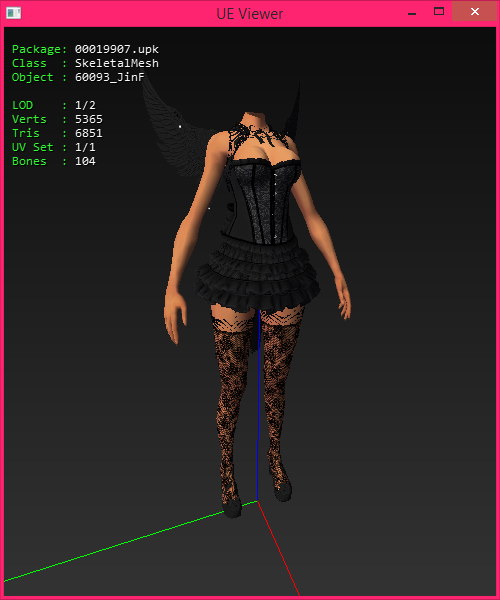 UE Viewer
Package: 00019907.upk
Class  : SkeletalMesh
Object : 60093_JinF
LOD    : 1/2
Verts  : 5365
Tris   : 6851
UV Set : 1/1
Bones  : 104